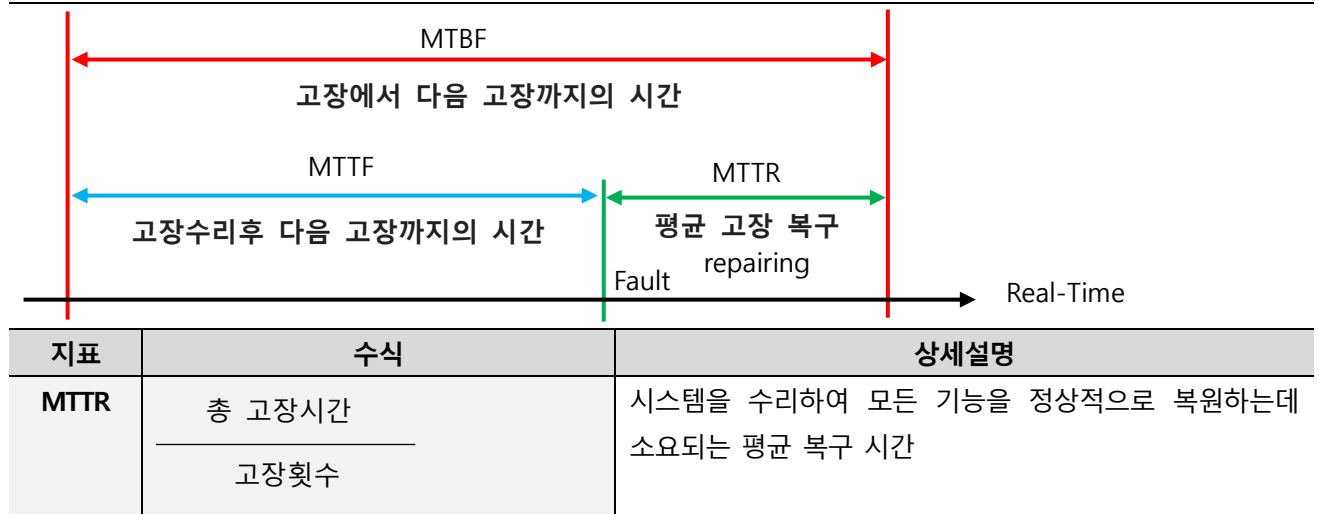 MTBF
고장에서 다음 고장까지의 시간
MTTF
MTTR
고장수리후 다음 고장까지의 시간
평균 고장 복구
repairing
Fault
Real-Time
지표 수식 상세설명
MTTR
총 고장시간
고장횟수
시스템을 수리하여 모든 기능을 정상적으로 복원하는데
소요되는 평균 복구 시간